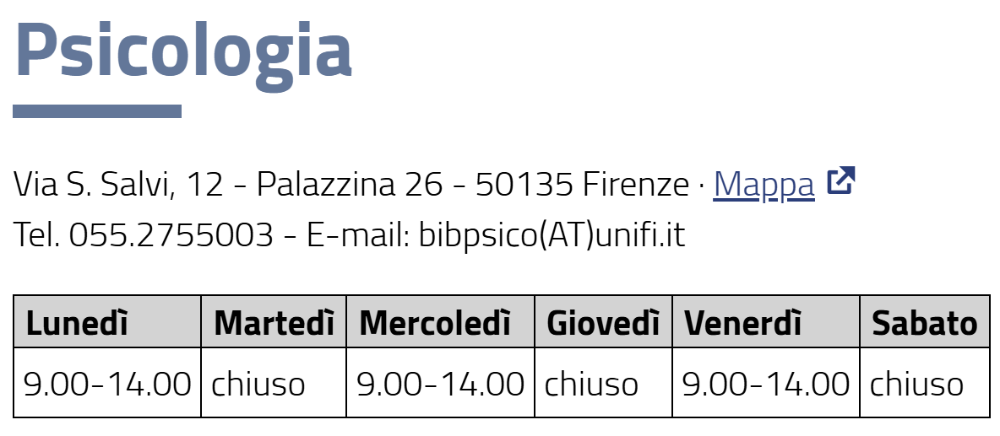 Psicologia
Via S. Salvi, 12 - Palazzina 26 - 50135 Firenze · Mappa
Tel. 055.2755003 - E-mail: bibpsico(AT)unifi.it
Lunedì Martedì Mercoledì Giovedì Venerdì Sabato
9.00-14.00 chiuso 9.00-14.00 chiuso 9.00-14.00 chiuso